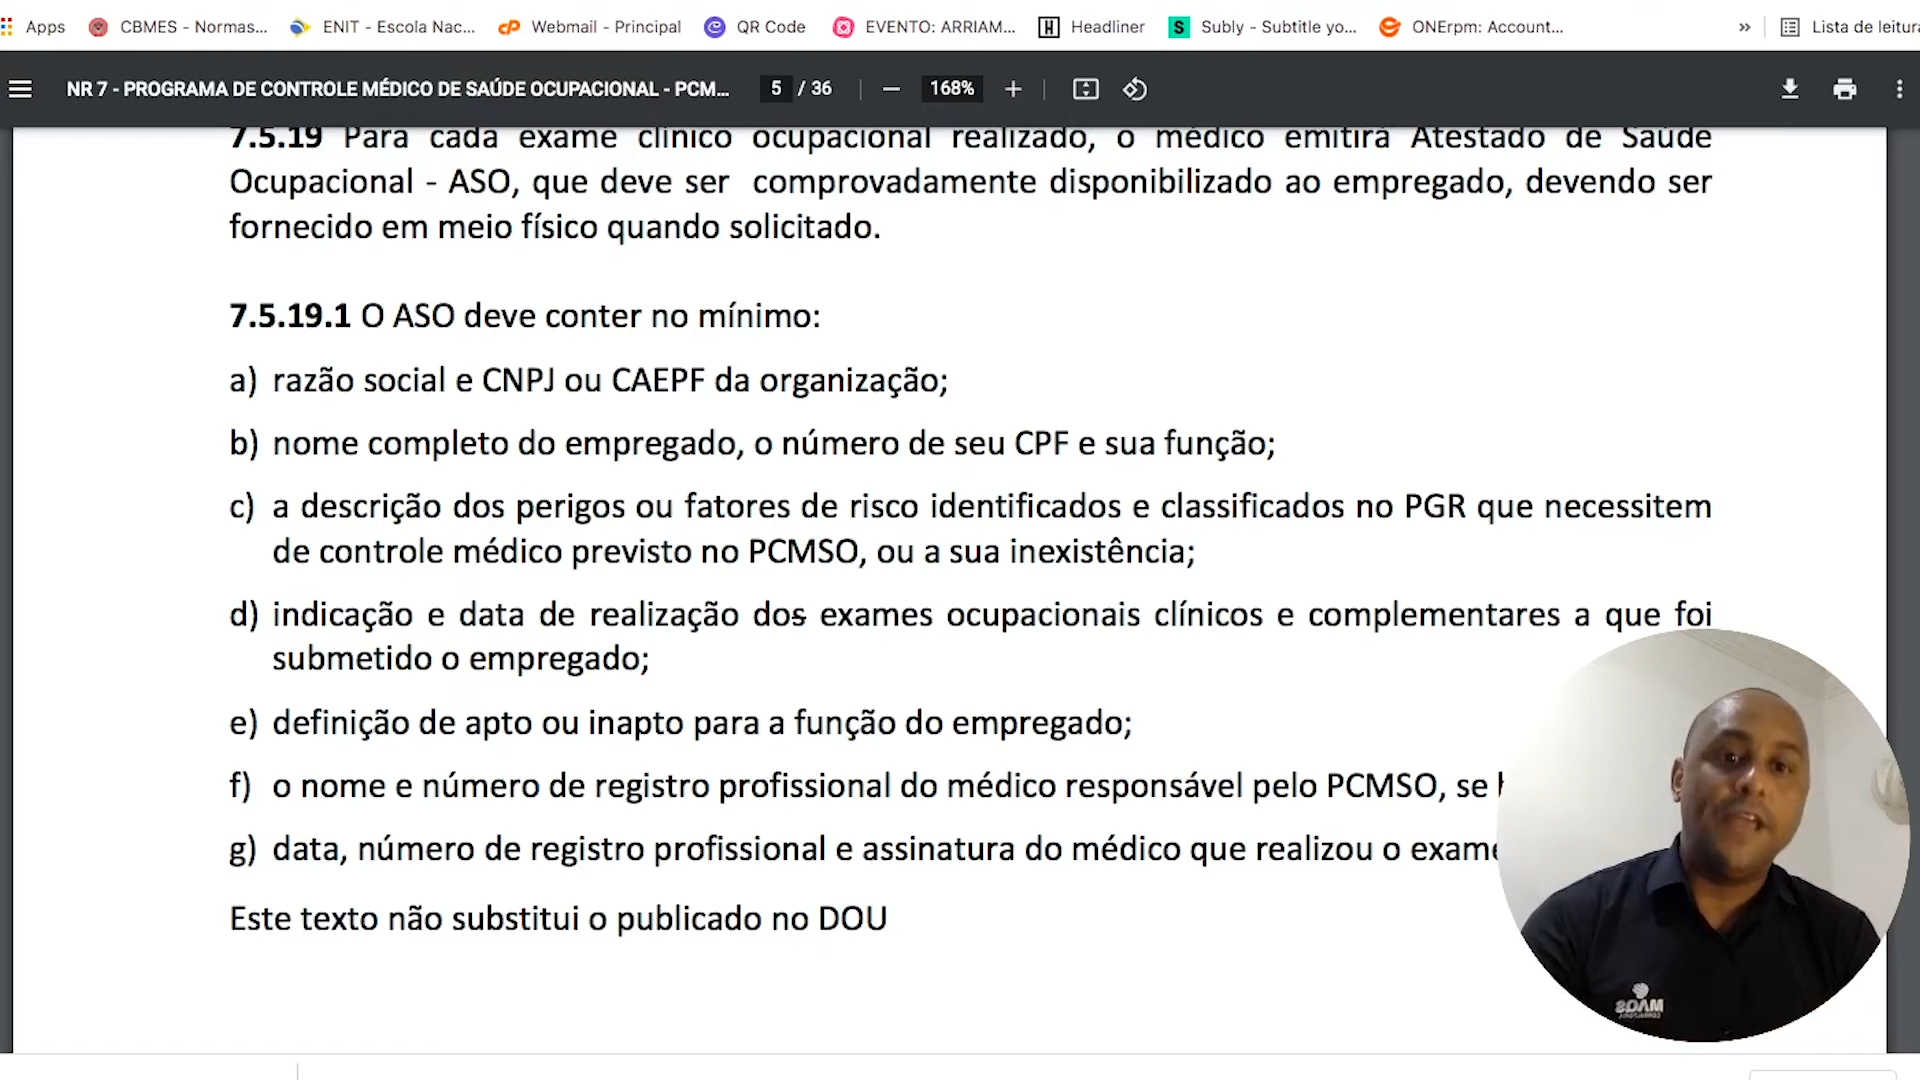 Apps CBMES - Normas... ENIT - Escola Nac... Webmail - Principal QR Code EVENTO: ARRIAM... Headliner Subly - Subtitle yo... ONErpm: Account... » Lista de leitura
NR 7 - PROGRAMA DE CONTROLE MÉDICO DE SAÚDE OCUPACIONAL - PCM... 5 / 36 168%
7.5.19 Para cada exame clínico ocupacional realizado, o médico emitirá Atestado de Saúde
Ocupacional - ASO, que deve ser comprovadamente disponibilizado ao empregado, devendo ser
fornecido em meio físico quando solicitado.
7.5.19.1 O ASO deve conter no mínimo:
a) razão social e CNPJ ou CAEPF da organização;
b) nome completo do empregado, o número de seu CPF e sua função;
c) a descrição dos perigos ou fatores de risco identificados e classificados no PGR que necessitem
de controle médico previsto no PCMSO, ou a sua inexistência;
d) indicação e data de realização dos exames ocupacionais clínicos e complementares a que foi
submetido o empregado;
e) definição de apto ou inapto para a função do empregado;
f) o nome e número de registro profissional do médico responsável pelo PCMSO, se
g) data, número de registro profissional e assinatura do médico que realizou o exame
Este texto não substitui o publicado no DOU